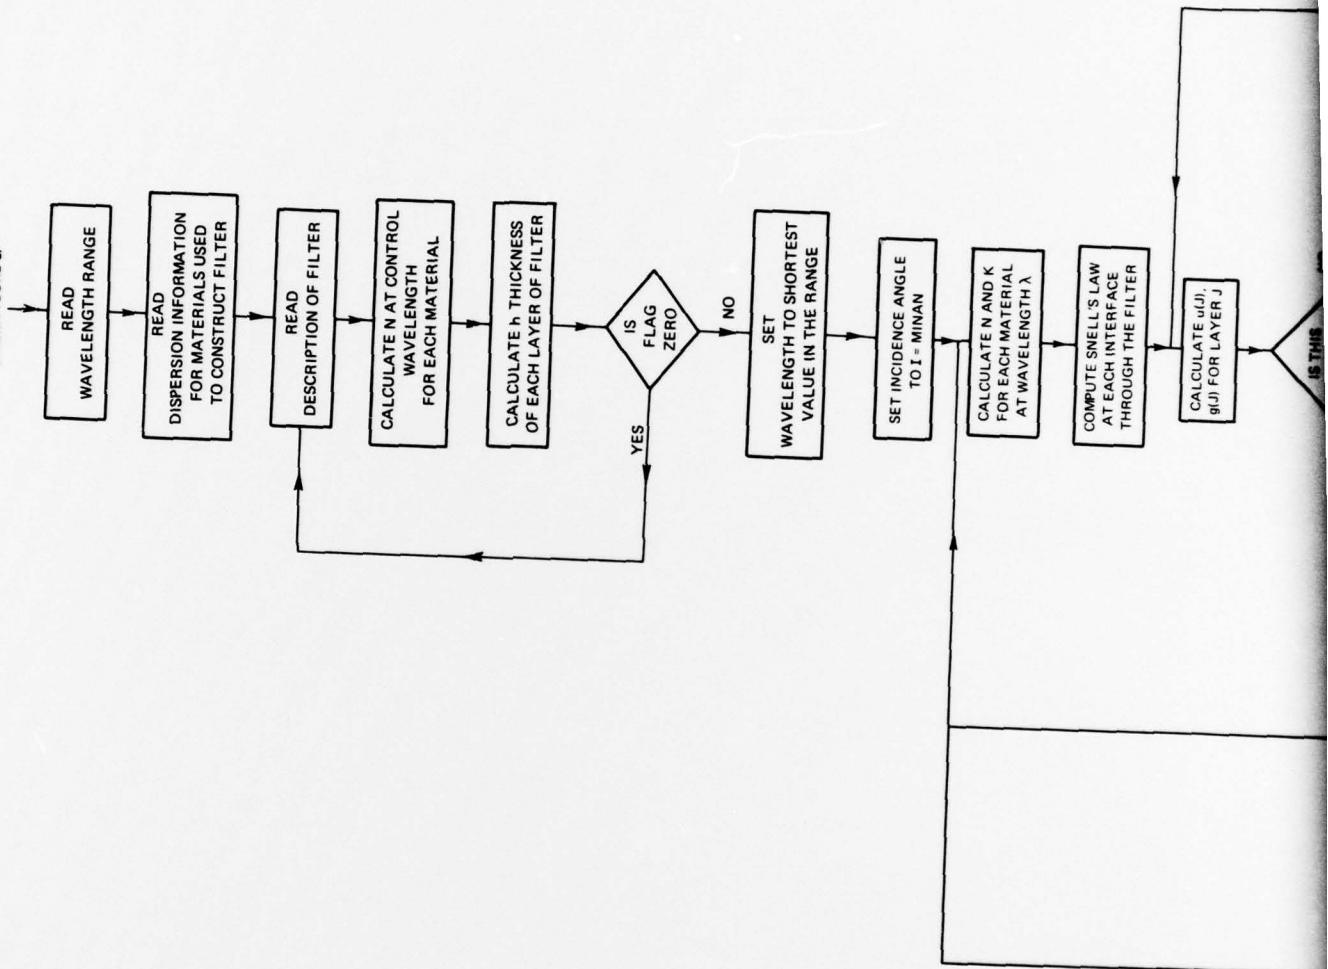 READ
WAVELENGTH RANGE
READ
DISPERSION INFORMATION
FOR MATERIALS USED
TO CONSTRUCT FILTER
READ
DESCRIPTION OF FILTER
CALCULATE N AT CONTROL
WAVELENGTH
FOR EACH MATERIAL
CALCULATE h THICKNESS
OF EACH LAYER OF FILTER
IS
FLAG
ZERO
YES
NO
SET
WAVELENGTH TO SHORTEST
VALUE IN THE RANGE
SET INCIDENCE ANGLE
TO I = MINAN
CALCULATE N AND K
FOR EACH MATERIAL
AT WAVELENGTH λ
COMPUTE SNELL'S LAW
AT EACH INTERFACE
THROUGH THE FILTER
CALCULATE u(J),
g(J) FOR LAYER J
IS THIS